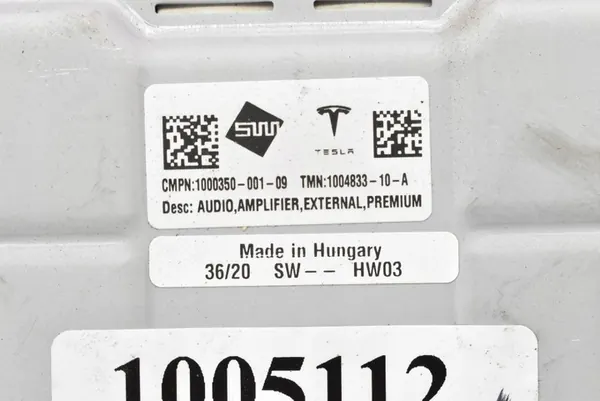 SW
TESLA
CMPN:1000350-001-09 TMN:1004833-10-A
Desc: AUDIO,AMPLIFIER,EXTERNAL,PREMIUM
Made in Hungary
36/20 SW-- HW03
1005112